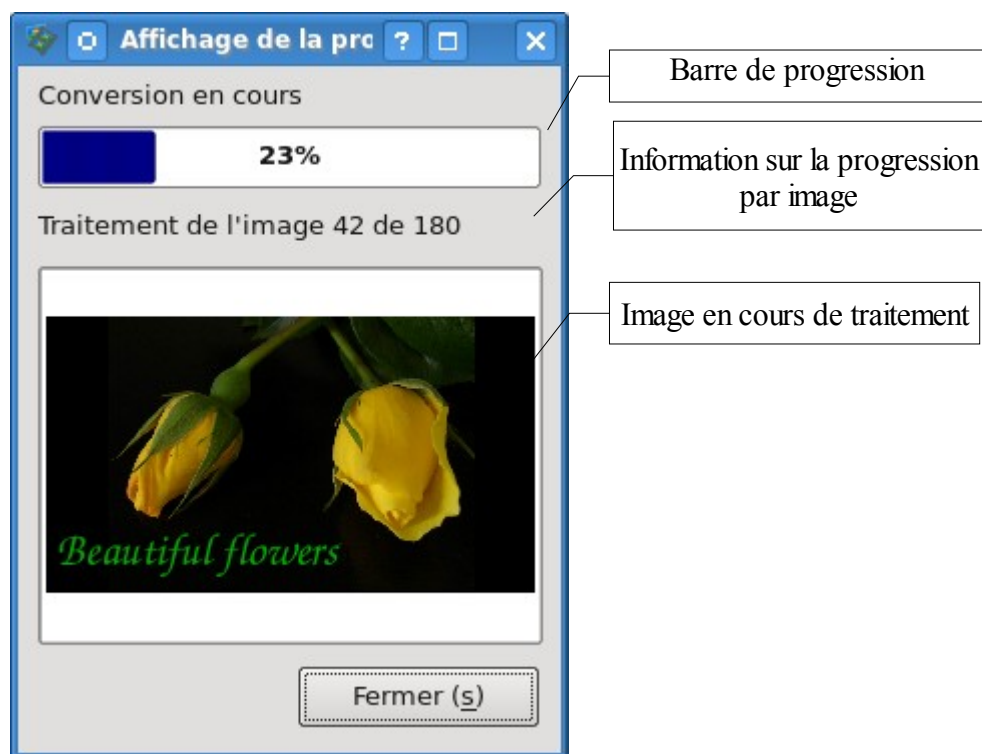 Affichage de la pro
Conversion en cours
23%
Traitement de l'image 42 de 180
Beautiful flowers
Fermer (s)
Barre de progression
Information sur la progression
par image
Image en cours de traitement